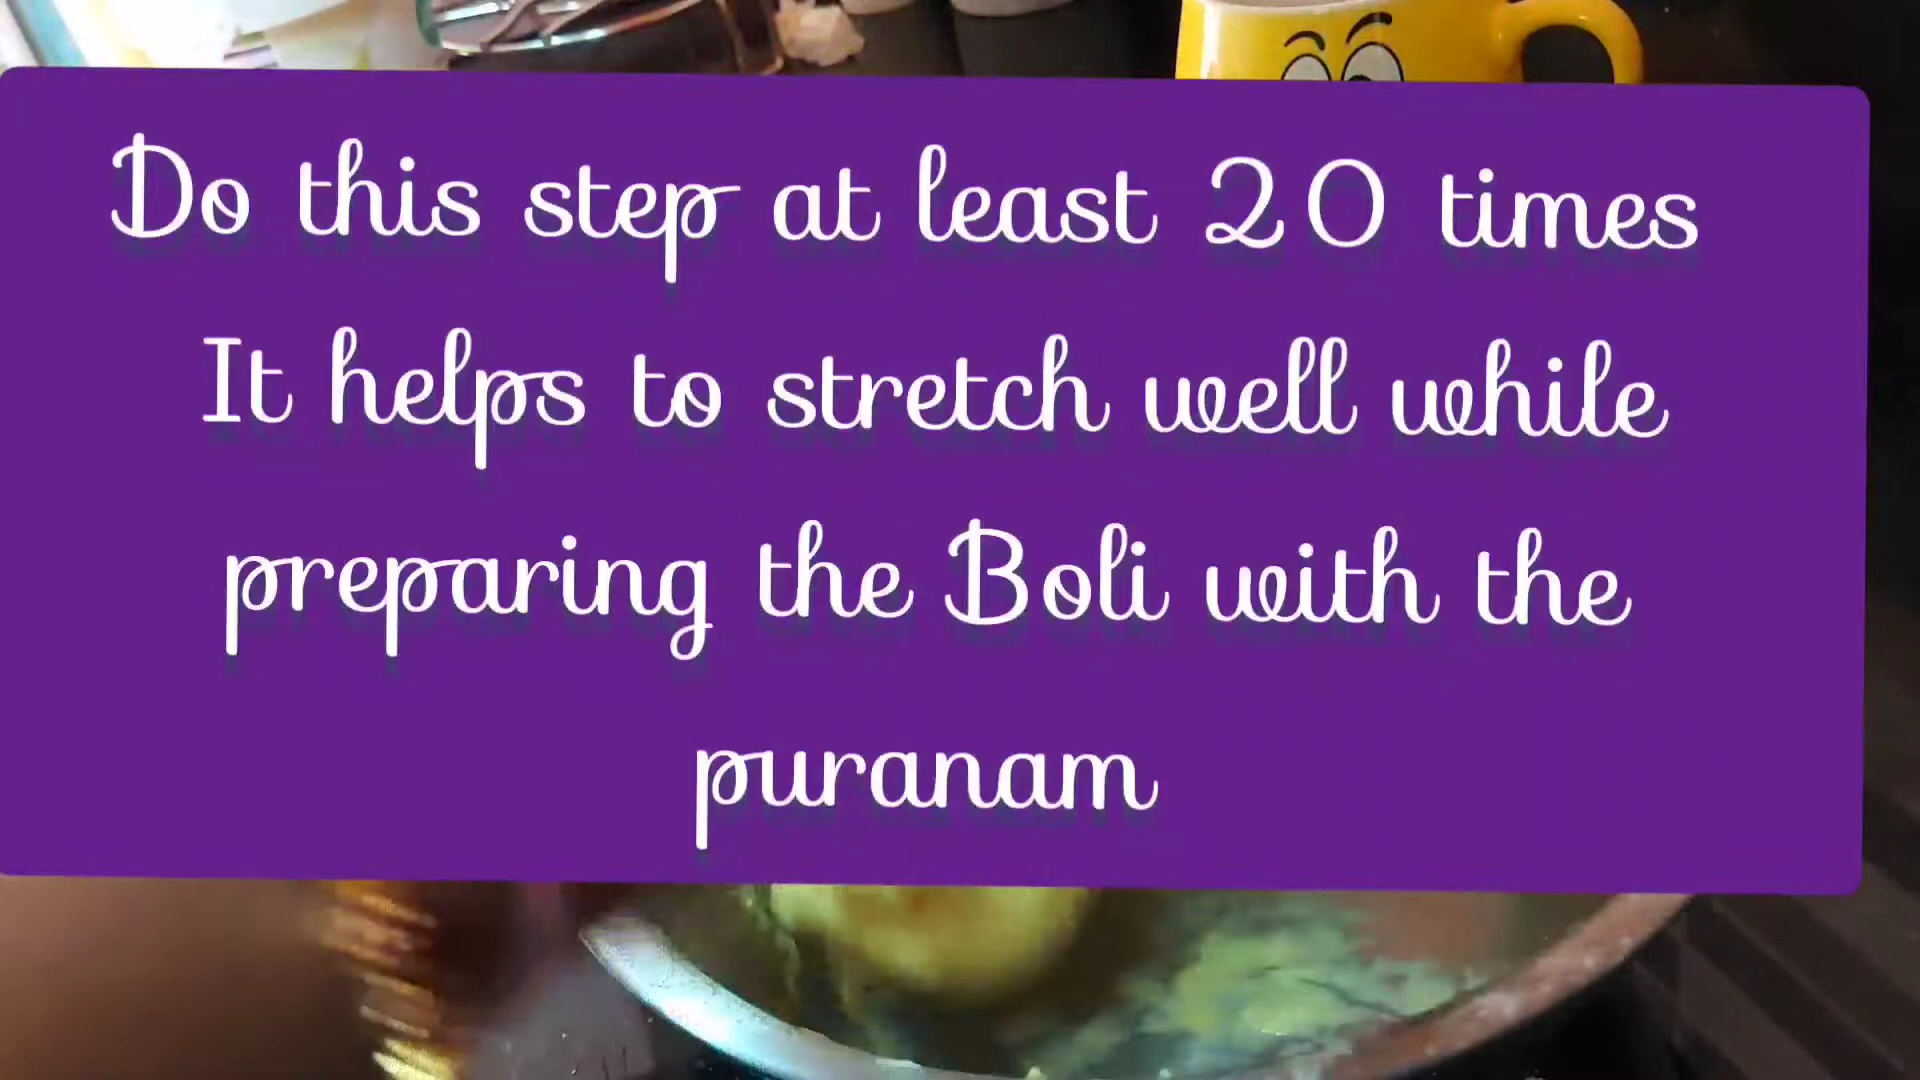 Do this step at least 20 times
It helps to stretch well while
preparing the Boli with the
puranam